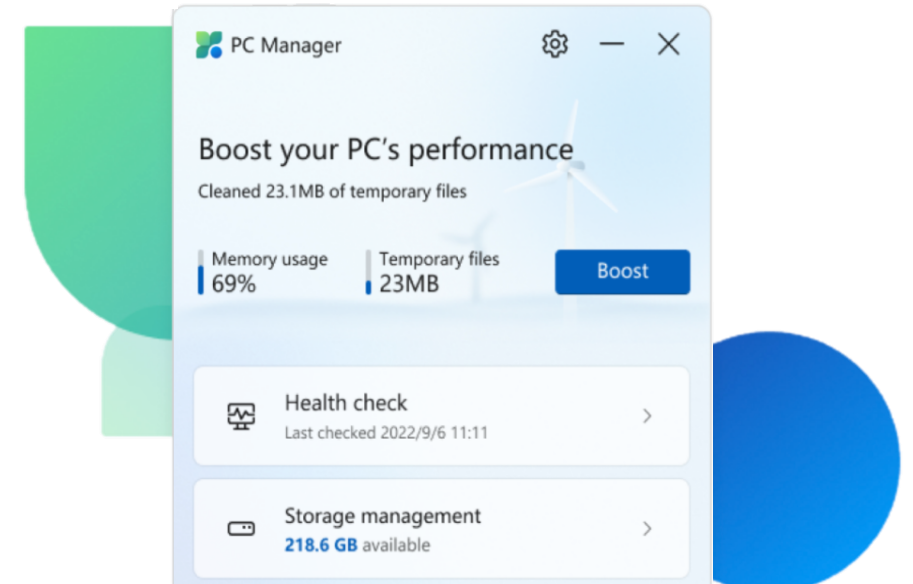 PC Manager
Boost your PC's performance
Cleaned 23.1MB of temporary files
Memory usage
69%
Temporary files
23MB
Boost
Health check
Last checked 2022/9/6 11:11
Storage management
218.6 GB available